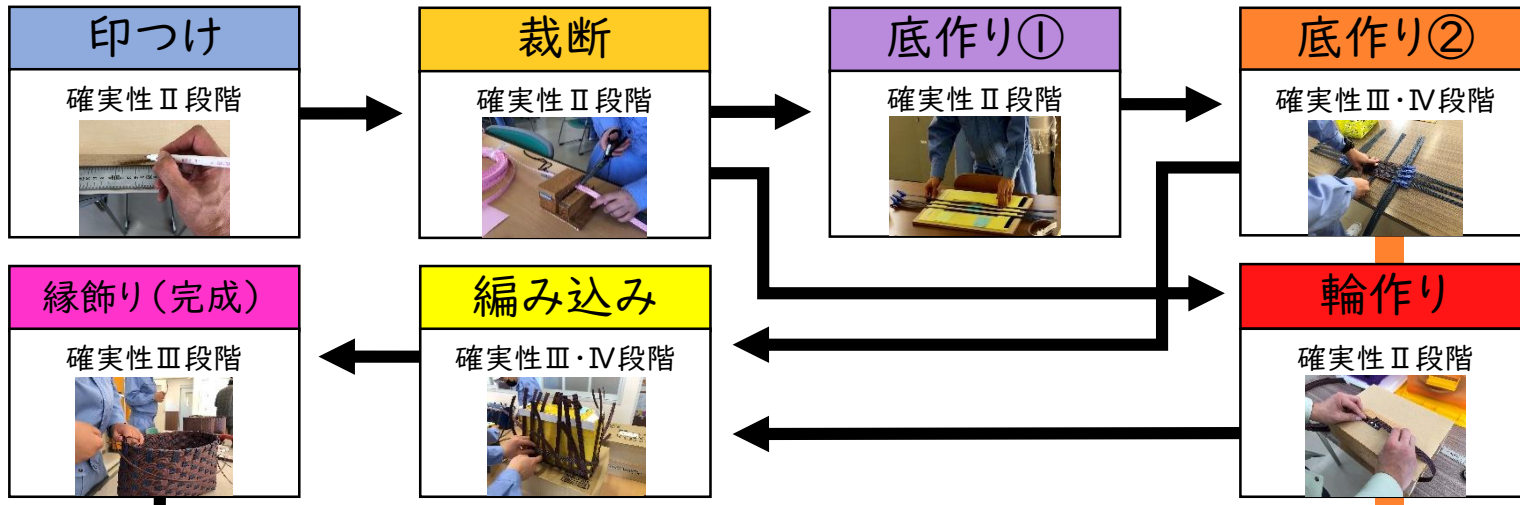 印つけ
確実性Ⅱ段階
裁断
確実性Ⅱ段階
底作り①
確実性Ⅱ段階
底作り②
確実性Ⅲ・Ⅳ段階
縁飾り(完成)
確実性Ⅲ段階
編み込み
確実性Ⅲ・Ⅳ段階
輪作り
確実性Ⅱ段階